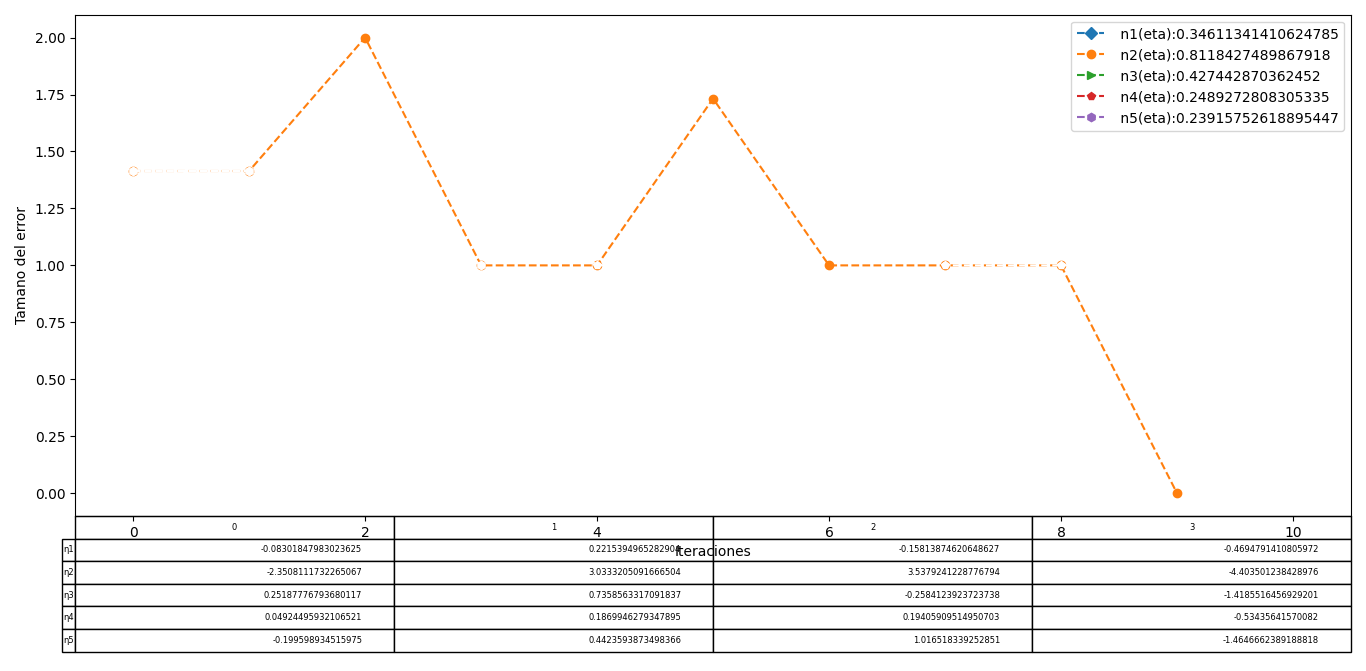 2.00
1.75
1.50
1.25
1.00
0.75
0.50
0.25
0.00
Tamano del error
n1(eta):0.34611341410624785
n2(eta):0.8118427489867918
n3(eta):0.427442870362452
n4(eta):0.2489272808305335
n5(eta):0.23915752618895447
0 2 4 6 8 10
0 1 2 3
Iteraciones
η1 -0.08301847983023625 0.2215394965282904 -0.15813874620648627 -0.4694791410805972
η2 -2.3508111732265067 3.0333205091666504 3.5379241228776794 -4.403501238428976
η3 0.25187776793680117 0.7358563317091837 -0.2584123923723738 -1.4185516456929201
η4 0.04924495932106521 0.1869946279347895 0.19405909514950703 -0.53435641570082
η5 -0.199598934515975 0.4423593873498366 1.016518339252851 -1.4646662389188818